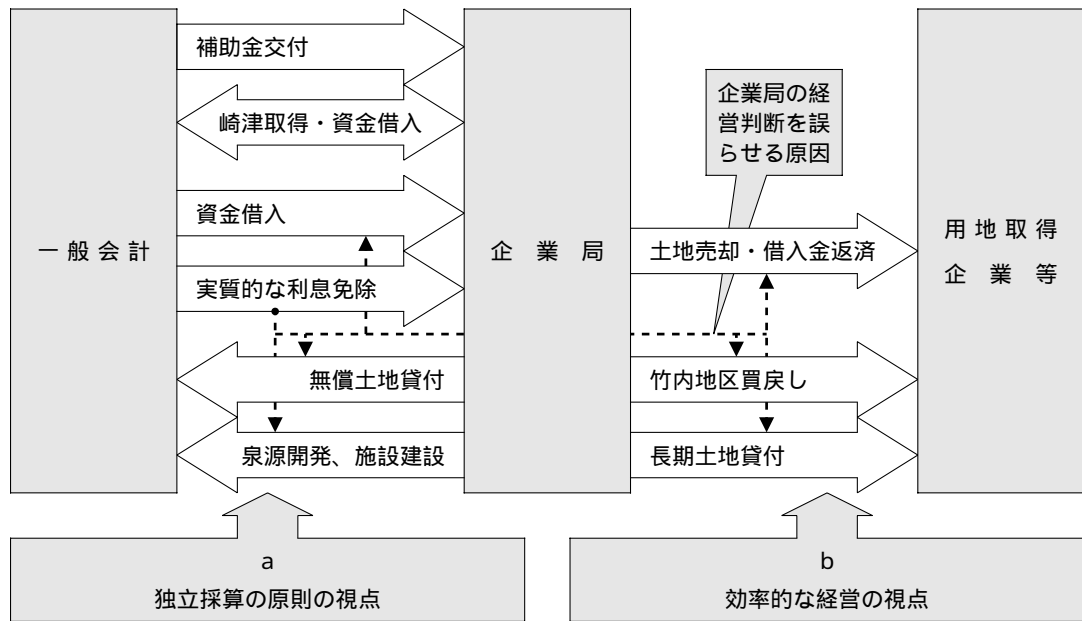 補助金交付
崎津取得・資金借入
資金借入
実質的な利息免除
無償土地貸付
泉源開発、施設建設
一般会計
企業局
企業局の経
営判断を誤
らせる原因
土地売却・借入金返済
竹内地区買戻し
長期土地貸付
用地取得
企業等
a
独立採算の原則の視点
b
効率的な経営の視点